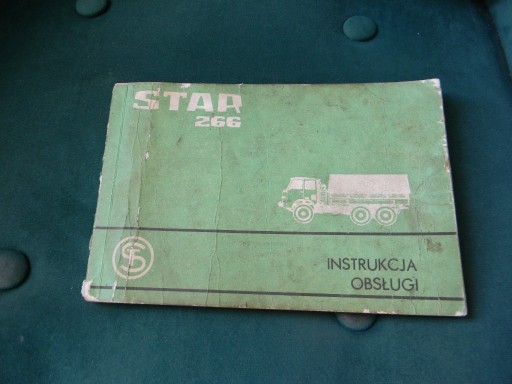 STAR
266
INSTRUKCJA
OBSŁUGI